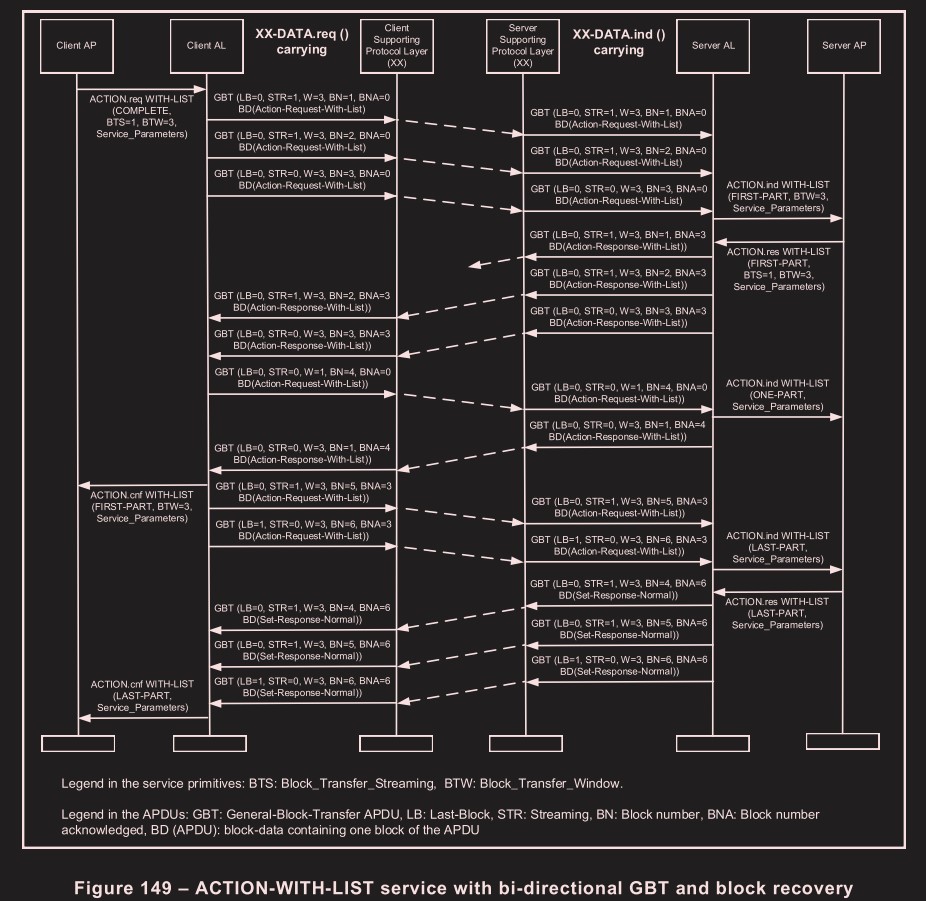 Client AP
Client AL
XX-DATA.req ()
carrying
Client
Supporting
Protocol Layer
(XX)
Server
Supporting
Protocol Layer
(XX)
XX-DATA.ind ()
carrying
Server AL
Server AP
ACTION.req WITH-LIST
(COMPLETE,
BTS=1, BTW=3,
Service_Parameters)
GBT (LB=0, STR=1, W=3, BN=1, BNA=0
BD(Action-Request-With-List)
GBT (LB=0, STR=1, W=3, BN=1, BNA=0
BD(Action-Request-With-List)
GBT (LB=0, STR=1, W=3, BN=2, BNA=0
BD(Action-Request-With-List)
GBT (LB=0, STR=1, W=3, BN=2, BNA=0
BD(Action-Request-With-List)
GBT (LB=0, STR=0, W=3, BN=3, BNA=0
BD(Action-Request-With-List)
GBT (LB=0, STR=0, W=3, BN=3, BNA=0
BD(Action-Request-With-List)
ACTION.ind WITH-LIST
(FIRST-PART, BTW=3,
Service_Parameters)
GBT (LB=0, STR=1, W=3, BN=1, BNA=3
BD(Action-Response-With-List))
ACTION.res WITH-LIST
(FIRST-PART,
BTS=1, BTW=3,
Service_Parameters)
GBT (LB=0, STR=1, W=3, BN=2, BNA=3
BD(Action-Response-With-List))
GBT (LB=0, STR=1, W=3, BN=2, BNA=3
BD(Action-Response-With-List))
GBT (LB=0, STR=0, W=3, BN=3, BNA=3
BD(Action-Response-With-List))
GBT (LB=0, STR=0, W=3, BN=3, BNA=3
BD(Action-Response-With-List))
GBT (LB=0, STR=0, W=1, BN=4, BNA=0
BD(Action-Request-With-List))
GBT (LB=0, STR=0, W=1, BN=4, BNA=0
BD(Action-Request-With-List))
ACTION.ind WITH-LIST
(ONE-PART,
Service_Parameters)
GBT (LB=0, STR=0, W=3, BN=1, BNA=4
BD(Action-Response-With-List))
GBT (LB=0, STR=0, W=3, BN=1, BNA=4
BD(Action-Response-With-List))
ACTION.cnf WITH-LIST
(FIRST-PART, BTW=3,
Service_Parameters)
GBT (LB=0, STR=1, W=3, BN=5, BNA=3
BD(Action-Request-With-List))
GBT (LB=0, STR=1, W=3, BN=5, BNA=3
BD(Action-Request-With-List))
GBT (LB=1, STR=0, W=3, BN=6, BNA=3
BD(Action-Request-With-List))
GBT (LB=1, STR=0, W=3, BN=6, BNA=3
BD(Action-Request-With-List))
ACTION.ind WITH-LIST
(LAST-PART,
Service_Parameters)
GBT (LB=0, STR=1, W=3, BN=4, BNA=6
BD(Set-Response-Normal))
ACTION.res WITH-LIST
(LAST-PART,
Service_Parameters)
GBT (LB=0, STR=1, W=3, BN=4, BNA=6
BD(Set-Response-Normal))
GBT (LB=0, STR=1, W=3, BN=5, BNA=6
BD(Set-Response-Normal))
GBT (LB=0, STR=1, W=3, BN=5, BNA=6
BD(Set-Response-Normal))
GBT (LB=1, STR=0, W=3, BN=6, BNA=6
BD(Set-Response-Normal))
GBT (LB=1, STR=0, W=3, BN=6, BNA=6
BD(Set-Response-Normal))
ACTION.cnf WITH-LIST
(LAST-PART,
Service_Parameters)
Legend in the service primitives: BTS: Block_Transfer_Streaming, BTW: Block_Transfer_Window.
Legend in the APDUs: GBT: General-Block-Transfer APDU, LB: Last-Block, STR: Streaming, BN: Block number, BNA: Block number
acknowledged, BD (APDU): block-data containing one block of the APDU
Figure 149 – ACTION-WITH-LIST service with bi-directional GBT and block recovery